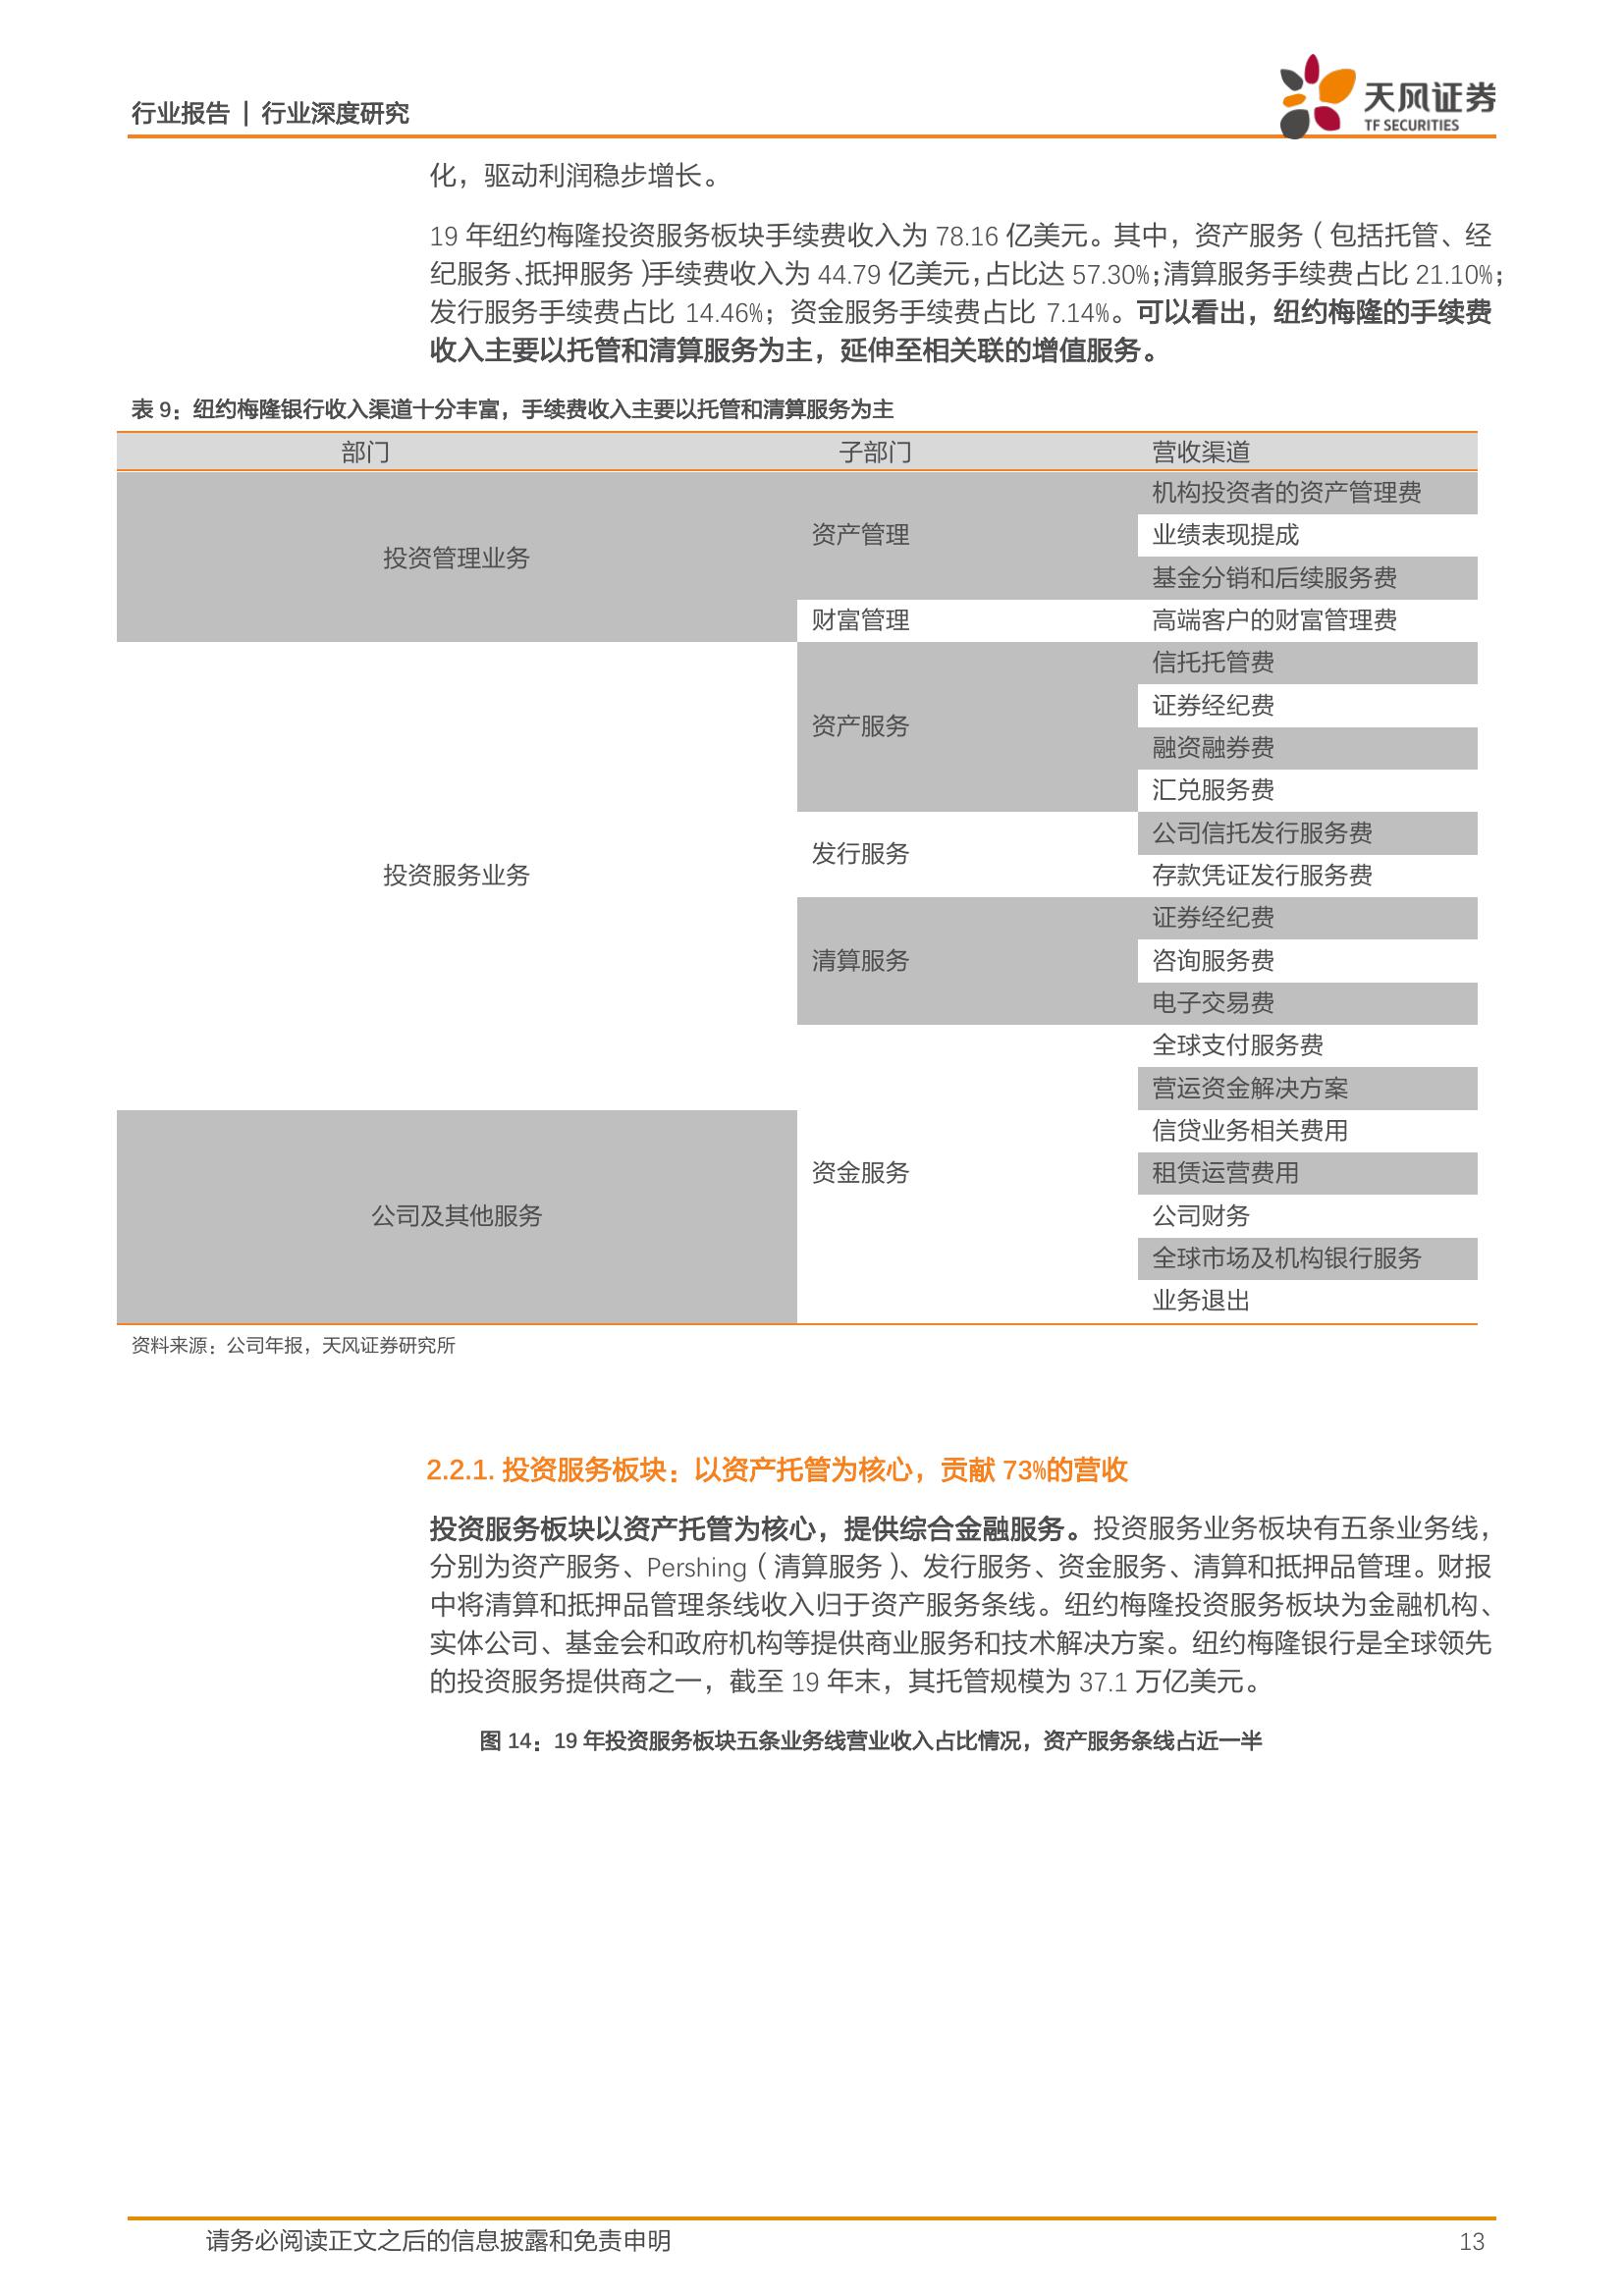 行业报告 | 行业深度研究
天风证券
TF SECURITIES
化，驱动利润稳步增长。
19 年纽约梅隆投资服务板块手续费收入为 78.16 亿美元。其中，资产服务（包括托管、经
纪服务、抵押服务）手续费收入为 44.79 亿美元，占比达 57.30%；清算服务手续费占比 21.10%；
发行服务手续费占比 14.46%；资金服务手续费占比 7.14%。可以看出，纽约梅隆的手续费
收入主要以托管和清算服务为主，延伸至相关联的增值服务。
表 9：纽约梅隆银行收入渠道十分丰富，手续费收入主要以托管和清算服务为主
部门 子部门 营收渠道
投资管理业务
资产管理
机构投资者的资产管理费
业绩表现提成
基金分销和后续服务费
财富管理 高端客户的财富管理费
投资服务业务
资产服务
信托托管费
证券经纪费
融资融券费
汇兑服务费
发行服务
公司信托发行服务费
存款凭证发行服务费
清算服务
证券经纪费
咨询服务费
电子交易费
资金服务
全球支付服务费
营运资金解决方案
公司及其他服务
信贷业务相关费用
租赁运营费用
公司财务
全球市场及机构银行服务
业务退出
资料来源：公司年报，天风证券研究所
2.2.1. 投资服务板块：以资产托管为核心，贡献 73%的营收
投资服务板块以资产托管为核心，提供综合金融服务。投资服务业务板块有五条业务线，
分别为资产服务、Pershing（清算服务）、发行服务、资金服务、清算和抵押品管理。财报
中将清算和抵押品管理条线收入归于资产服务条线。纽约梅隆投资服务板块为金融机构、
实体公司、基金会和政府机构等提供商业服务和技术解决方案。纽约梅隆银行是全球领先
的投资服务提供商之一，截至 19 年末，其托管规模为 37.1 万亿美元。
图 14：19 年投资服务板块五条业务线营业收入占比情况，资产服务条线占近一半
请务必阅读正文之后的信息披露和免责申明 13